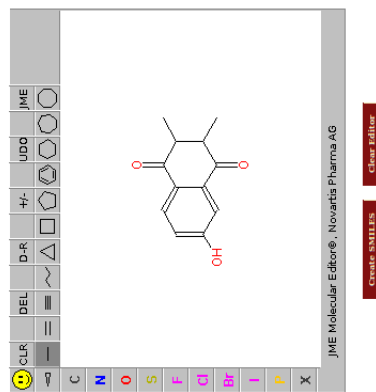 CLR DEL D-R +/- UDO JME
C
N
O
S
F
Cl
Br
I
P
X
O
O
OH
JME Molecular Editor©, Novartis Pharma AG
Create SMILES
Clear Editor